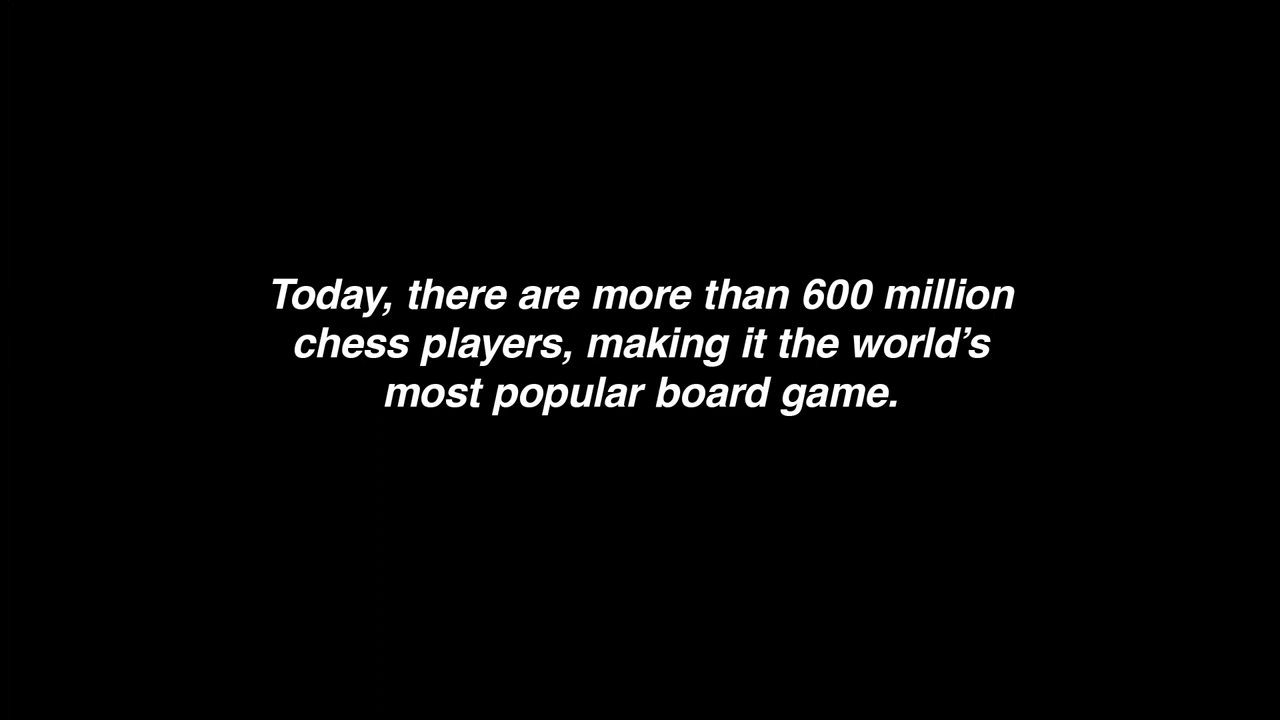 Today, there are more than 600 million
chess players, making it the world’s
most popular board game.